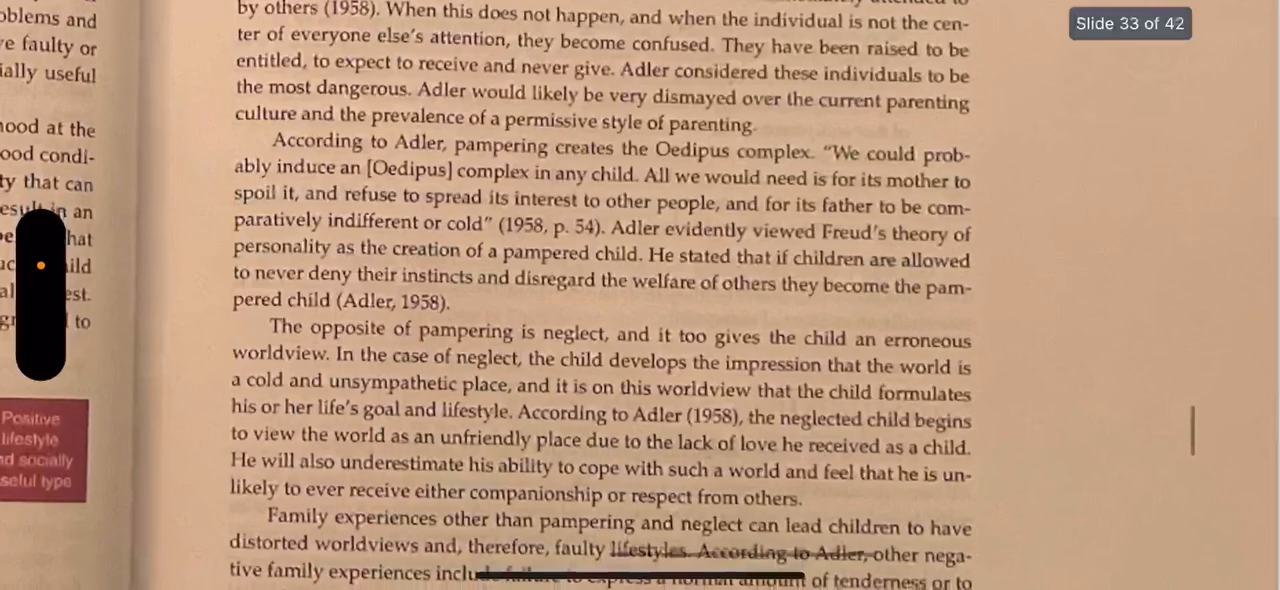 Slide 33 of 42
oblems and
e faulty or
ially useful
ood at the
ood condi-
ty that can
in an
hat
ild
est.
to
Positive
lifestyle
nd socially
seful type
by others (1958). When this does not happen, and when the individual is not the cen-
ter of everyone else's attention, they become confused. They have been raised to be
entitled, to expect to receive and never give. Adler considered these individuals to be
the most dangerous. Adler would likely be very dismayed over the current parenting
culture and the prevalence of a permissive style of parenting.
According to Adler, pampering creates the Oedipus complex. “We could prob-
ably induce an [Oedipus] complex in any child. All we would need is for its mother to
spoil it, and refuse to spread its interest to other people, and for its father to be com-
paratively indifferent or cold” (1958, p. 54). Adler evidently viewed Freud's theory of
personality as the creation of a pampered child. He stated that if children are allowed
to never deny their instincts and disregard the welfare of others they become the pam-
pered child (Adler, 1958).
The opposite of pampering is neglect, and it too gives the child an erroneous
worldview. In the case of neglect, the child develops the impression that the world is
a cold and unsympathetic place, and it is on this worldview that the child formulates
his or her life's goal and lifestyle. According to Adler (1958), the neglected child begins
to view the world as an unfriendly place due to the lack of love he received as a child.
He will also underestimate his ability to cope with such a world and feel that he is un-
likely to ever receive either companionship or respect from others.
Family experiences other than pampering and neglect can lead children to have
distorted worldviews and, therefore, faulty lifestyles. According to Adler, other nega-
tive family experiences include failure to express a normal amount of tenderness or to